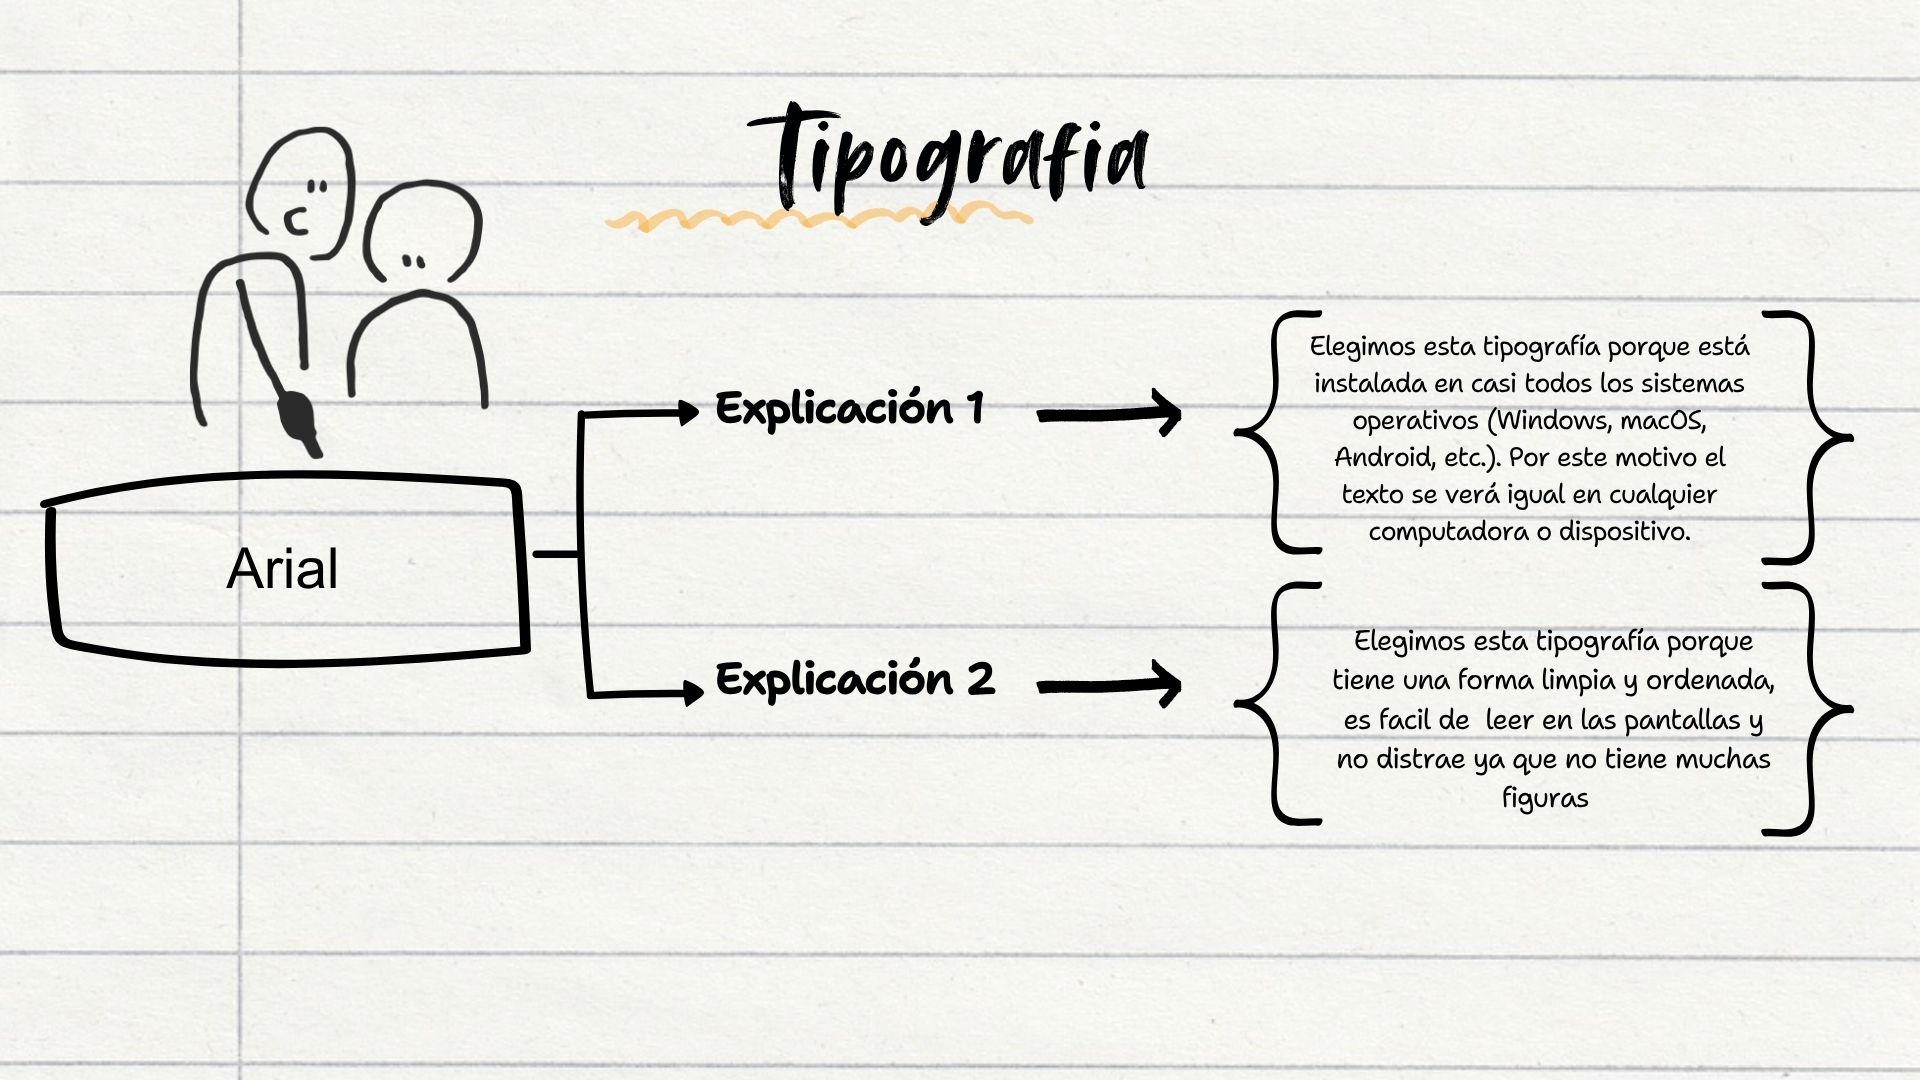 Tipografia
Arial
Explicación 1
Elegimos esta tipografía porque está
instalada en casi todos los sistemas
operativos (Windows, macOS,
Android, etc.). Por este motivo el
texto se verá igual en cualquier
computadora o dispositivo.
Explicación 2
Elegimos esta tipografía porque
tiene una forma limpia y ordenada,
es facil de  leer en las pantallas y
no distrae ya que no tiene muchas
figuras